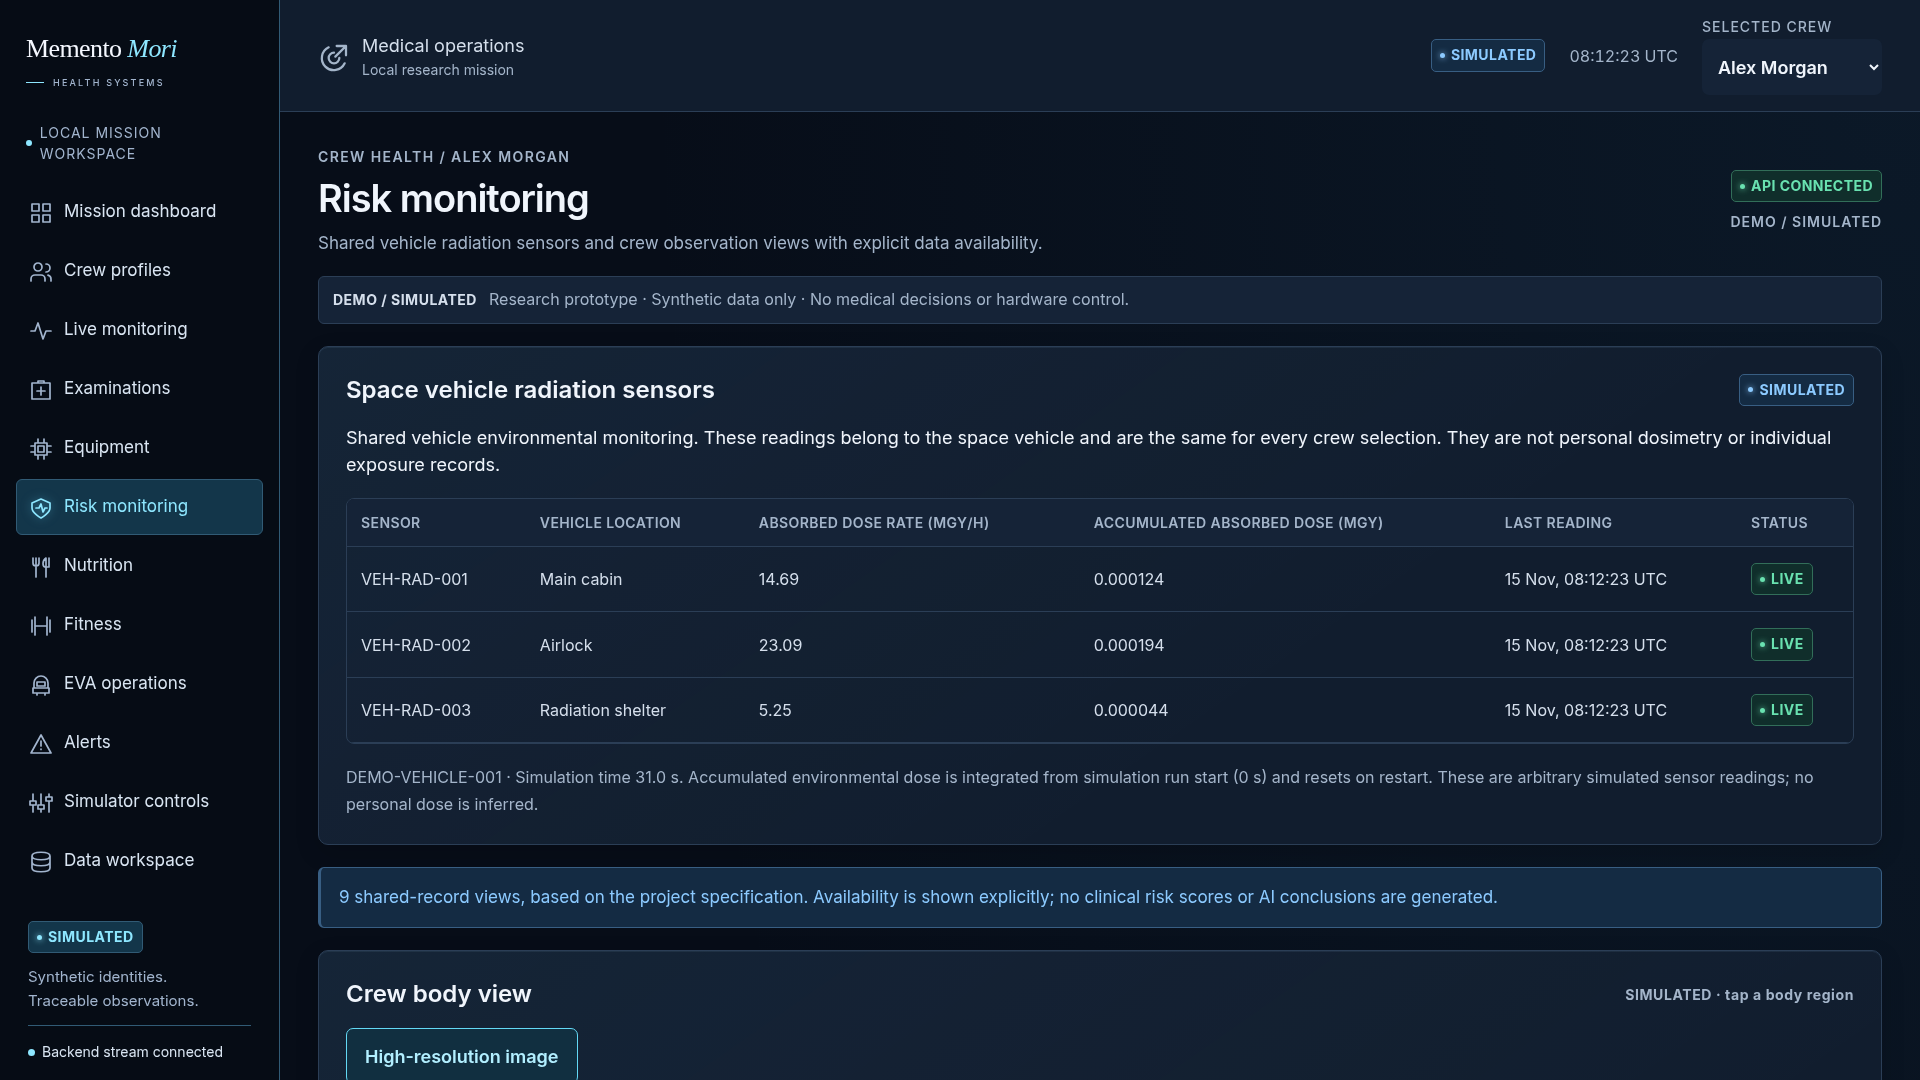 Memento Mori
HEALTH SYSTEMS
LOCAL MISSION
WORKSPACE
Mission dashboard
Crew profiles
Live monitoring
Examinations
Equipment
Risk monitoring
Nutrition
Fitness
EVA operations
Alerts
Simulator controls
Data workspace
SIMULATED
Synthetic identities.
Traceable observations.
Backend stream connected
Medical operations
Local research mission
SIMULATED
08:12:23 UTC
SELECTED CREW
Alex Morgan
CREW HEALTH / ALEX MORGAN
Risk monitoring
Shared vehicle radiation sensors and crew observation views with explicit data availability.
API CONNECTED
DEMO / SIMULATED
DEMO / SIMULATED Research prototype · Synthetic data only · No medical decisions or hardware control.
Space vehicle radiation sensors
SIMULATED
Shared vehicle environmental monitoring. These readings belong to the space vehicle and are the same for every crew selection. They are not personal dosimetry or individual
exposure records.
SENSOR VEHICLE LOCATION ABSORBED DOSE RATE (MGY/H) ACCUMULATED ABSORBED DOSE (MGY) LAST READING STATUS
VEH-RAD-001 Main cabin 14.69 0.000124 15 Nov, 08:12:23 UTC LIVE
VEH-RAD-002 Airlock 23.09 0.000194 15 Nov, 08:12:23 UTC LIVE
VEH-RAD-003 Radiation shelter 5.25 0.000044 15 Nov, 08:12:23 UTC LIVE
DEMO-VEHICLE-001 · Simulation time 31.0 s. Accumulated environmental dose is integrated from simulation run start (0 s) and resets on restart. These are arbitrary simulated sensor readings; no
personal dose is inferred.
9 shared-record views, based on the project specification. Availability is shown explicitly; no clinical risk scores or AI conclusions are generated.
Crew body view
SIMULATED · tap a body region
High-resolution image